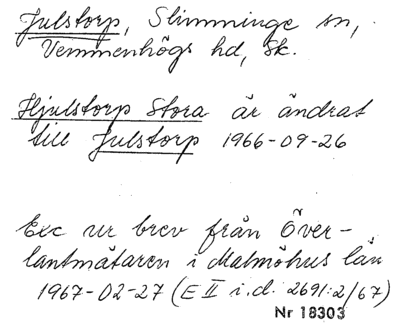 Julstorp, Slimminge sn,
Vemmenhögs hd, Sk.
Hjulstorp Stora är ändrat
till Julstorp 1966-09-26
Exc ur brev från Över-
lantmätaren i Malmöhus län
1967-02-27 (E II i.d. 2691:2/67)
Nr 18303